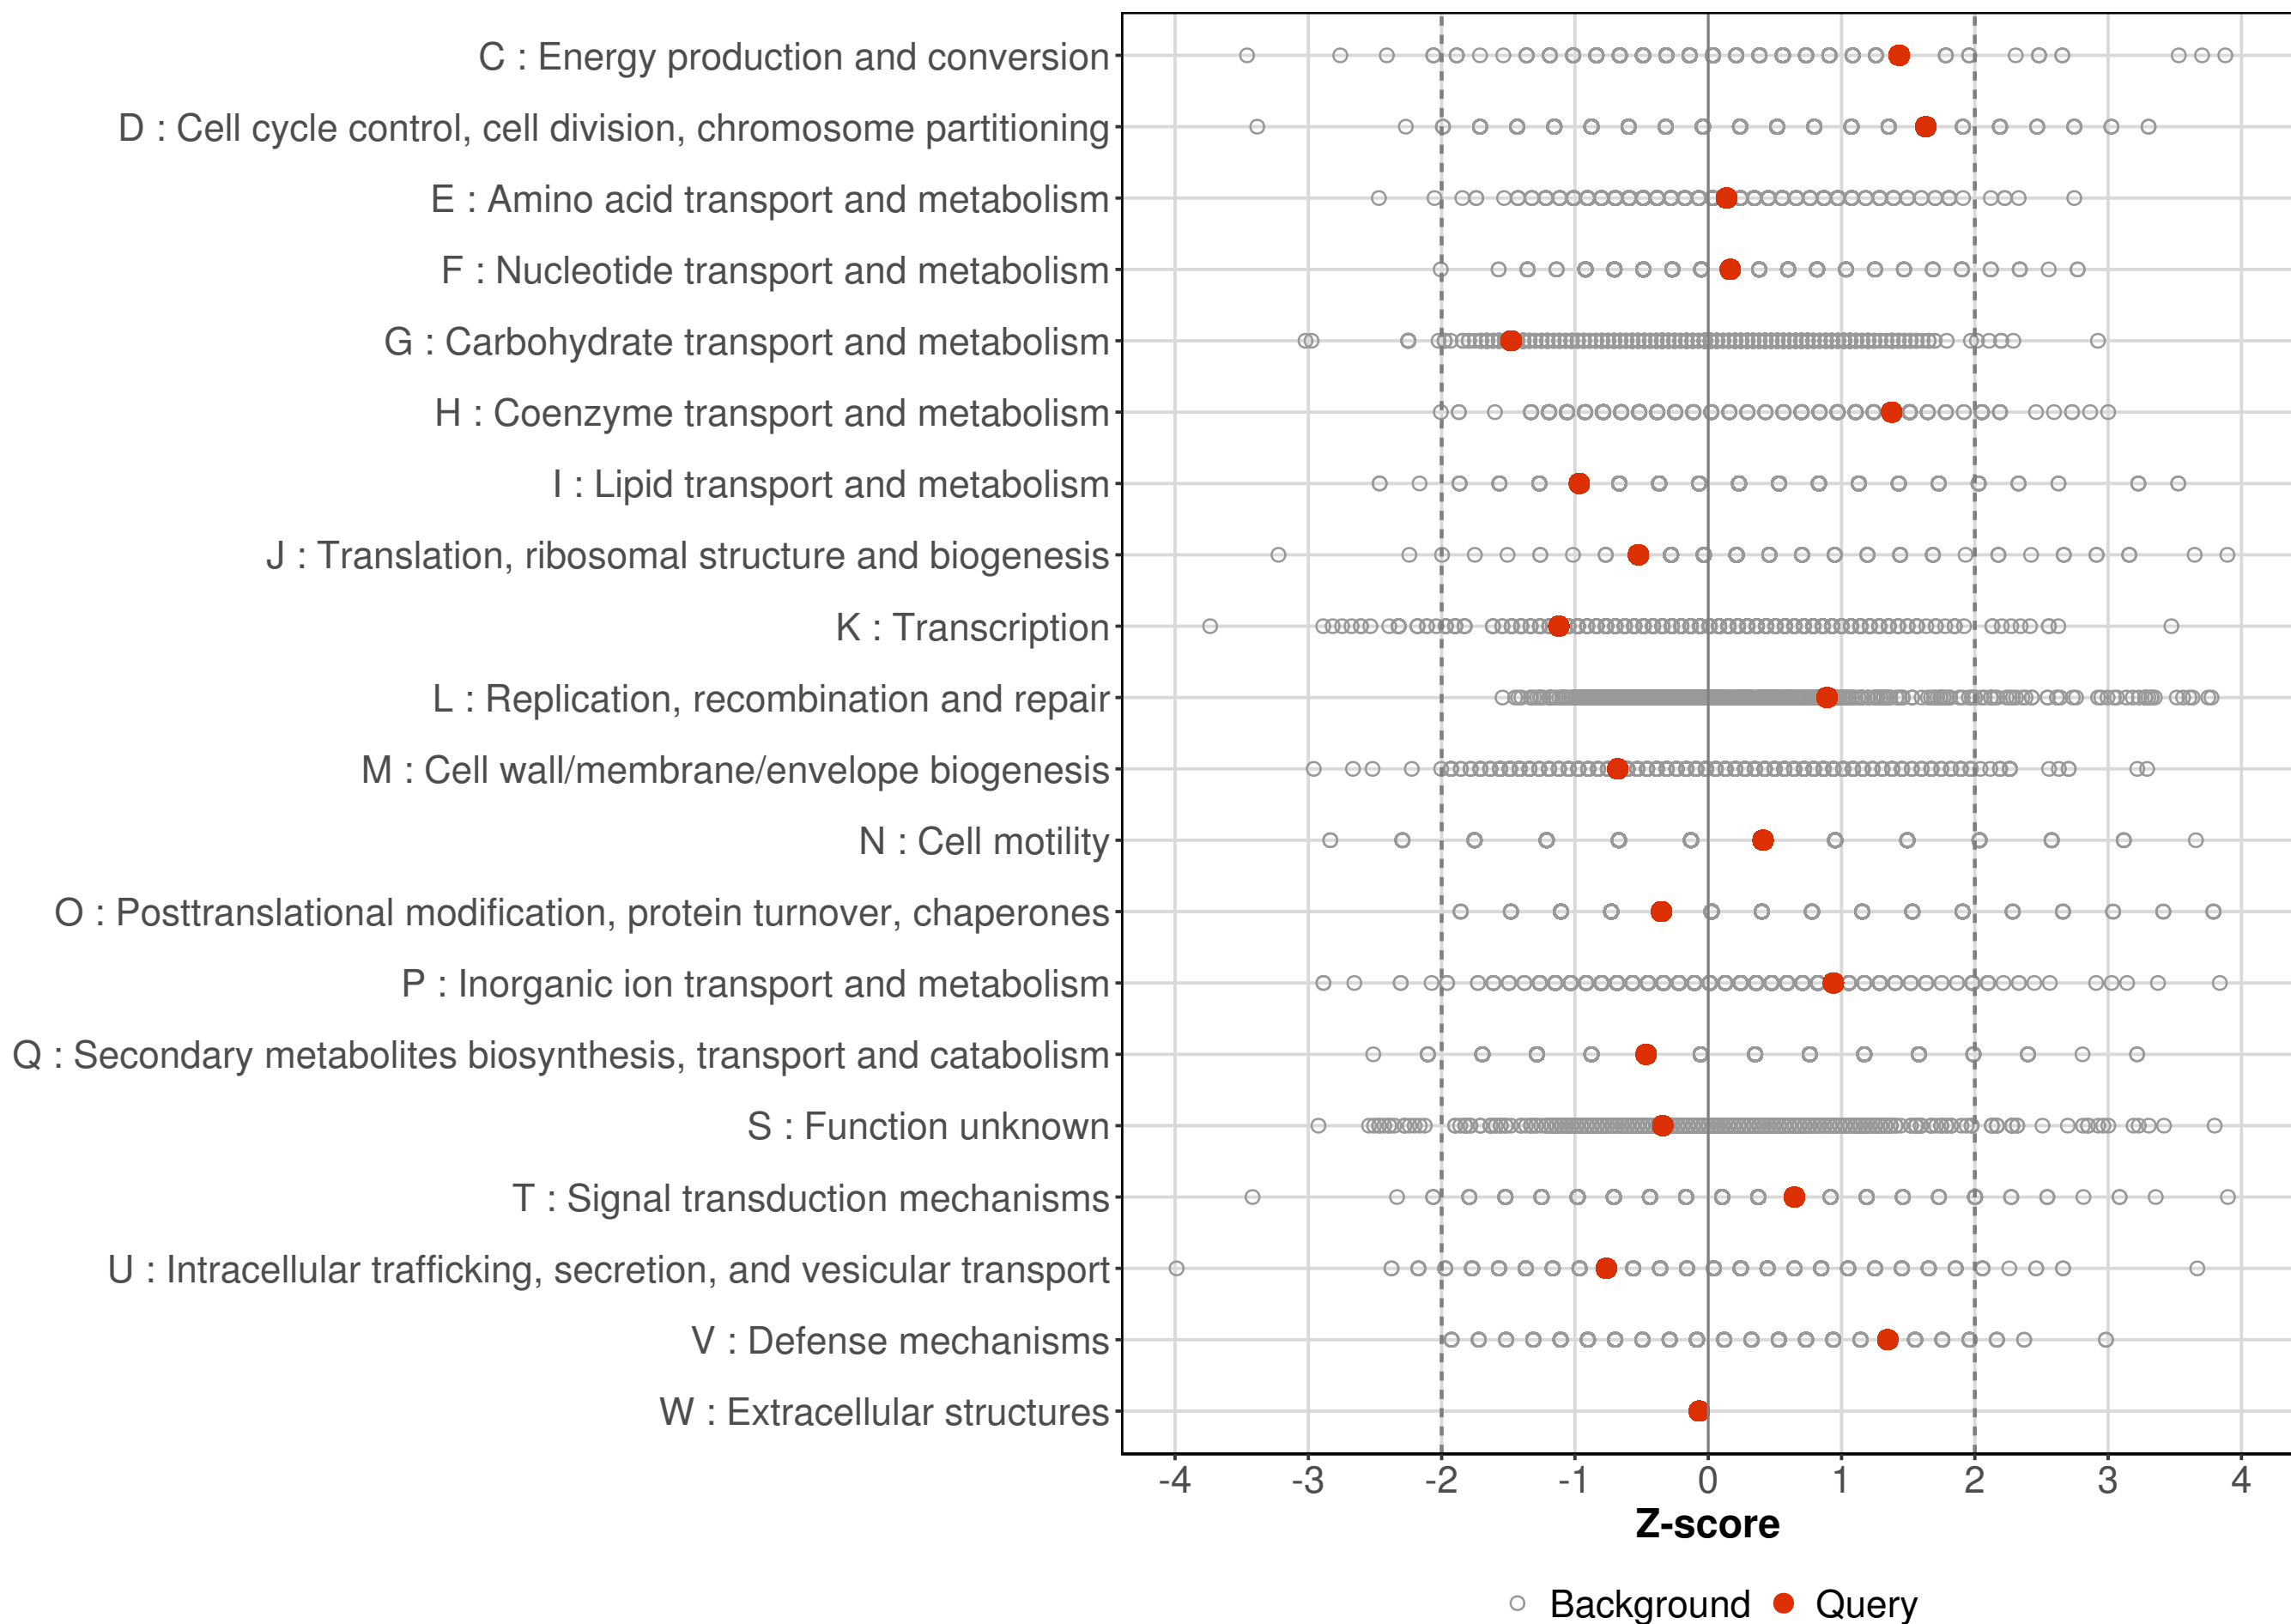 C : Energy production and conversion
D : Cell cycle control, cell division, chromosome partitioning
E : Amino acid transport and metabolism
F : Nucleotide transport and metabolism
G : Carbohydrate transport and metabolism
H : Coenzyme transport and metabolism
I : Lipid transport and metabolism
J : Translation, ribosomal structure and biogenesis
K : Transcription
L : Replication, recombination and repair
M : Cell wall/membrane/envelope biogenesis
N : Cell motility
O : Posttranslational modification, protein turnover, chaperones
P : Inorganic ion transport and metabolism
Q : Secondary metabolites biosynthesis, transport and catabolism
S : Function unknown
T : Signal transduction mechanisms
U : Intracellular trafficking, secretion, and vesicular transport
V : Defense mechanisms
W : Extracellular structures
-4 -3 -2 -1 0 1 2 3 4
Z-score
Background Query